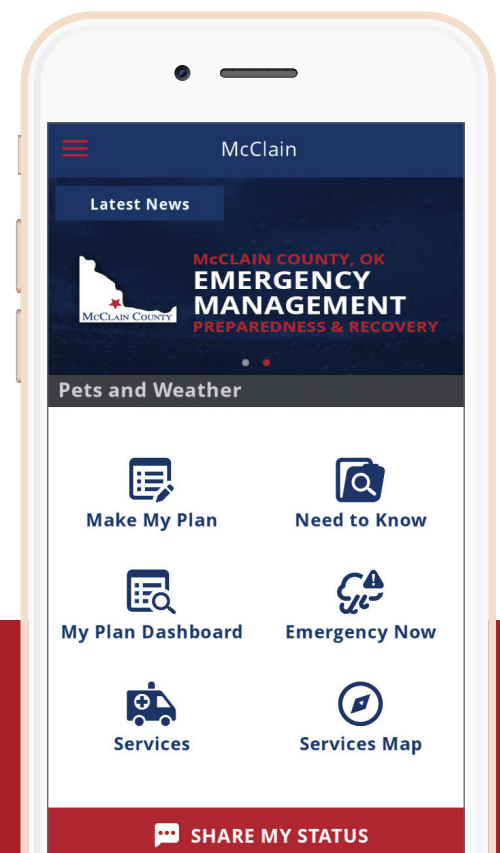 McClain
Latest News
McCLAIN COUNTY, OK
EMERGENCY
MANAGEMENT
PREPAREDNESS & RECOVERY
McClain County
Pets and Weather
Make My Plan
Need to Know
My Plan Dashboard
Emergency Now
Services
Services Map
SHARE MY STATUS